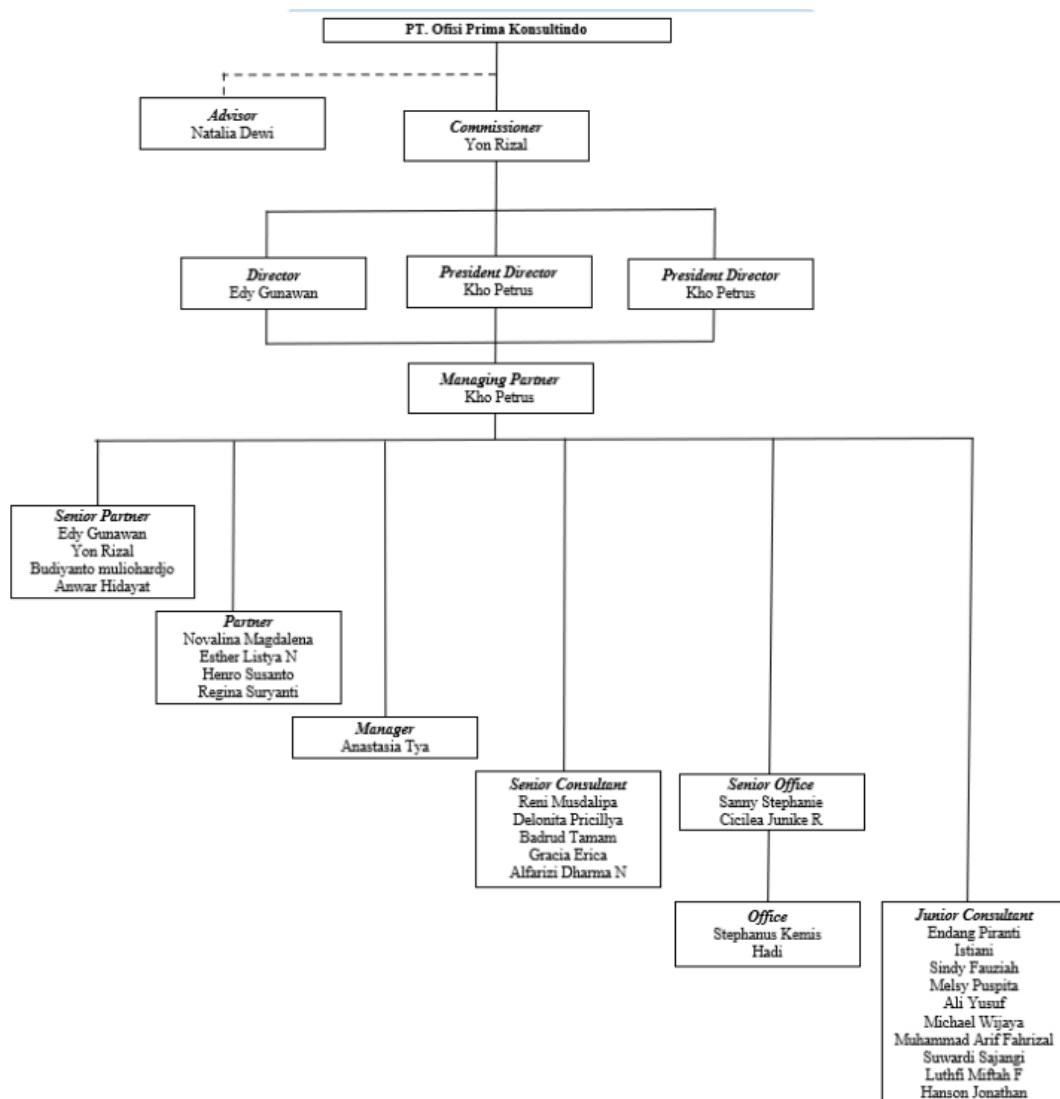 PT. Ofisi Prima Konsultindo
Advisor
Natalia Dewi
Commissioner
Yon Rizal
Director
Edy Gunawan
President Director
Kho Petrus
President Director
Kho Petrus
Managing Partner
Kho Petrus
Senior Partner
Edy Gunawan
Yon Rizal
Budiyanto muliohardjo
Anwar Hidayat
Partner
Novalina Magdalena
Esther Listya N
Henro Susanto
Regina Suryanti
Manager
Anastasia Tya
Senior Consultant
Reni Musdalipa
Delonita Pricillya
Badrud Tamam
Gracia Erica
Alfarizi Dharma N
Senior Office
Sanny Stephanie
Cicilea Junike R
Office
Stephanus Kemis
Hadi
Junior Consultant
Endang Piranti
Istiani
Sindy Fauziah
Melsy Puspita
Ali Yusuf
Michael Wijaya
Muhammad Arif Fahrizal
Suwardi Sajangi
Luthfi Miftah F
Hanson Jonathan